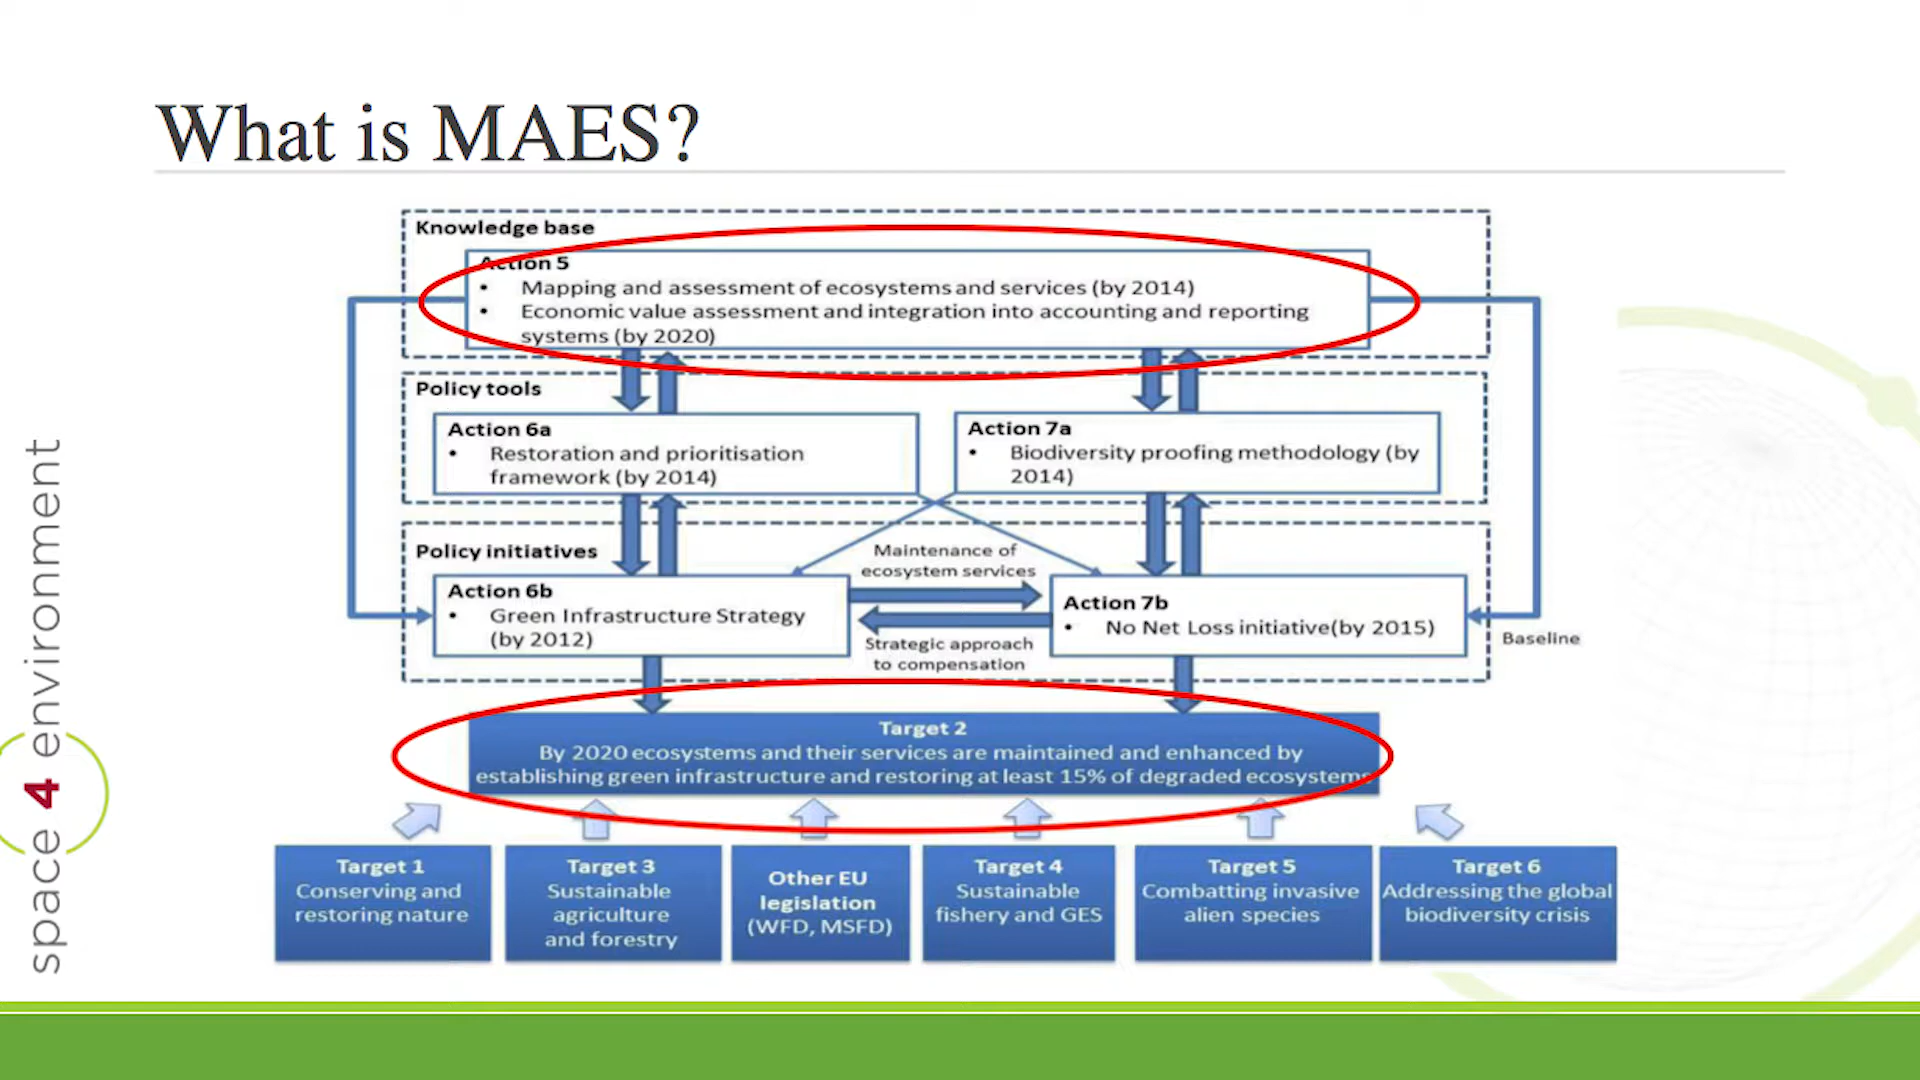 What is MAES?
Knowledge base
Action 5
• Mapping and assessment of ecosystems and services (by 2014)
• Economic value assessment and integration into accounting and reporting
systems (by 2020)
Policy tools
Action 6a
• Restoration and prioritisation
framework (by 2014)
Action 7a
• Biodiversity proofing methodology (by
2014)
Policy initiatives
Maintenance of
ecosystem services
Action 6b
• Green Infrastructure Strategy
(by 2012)
Action 7b
• No Net Loss initiative(by 2015)
Strategic approach
to compensation
Baseline
Target 2
By 2020 ecosystems and their services are maintained and enhanced by
establishing green infrastructure and restoring at least 15% of degraded ecosystems
Target 1
Conserving and
restoring nature
Target 3
Sustainable
agriculture
and forestry
Other EU
legislation
(WFD, MSFD)
Target 4
Sustainable
fishery and GES
Target 5
Combatting invasive
alien species
Target 6
Addressing the global
biodiversity crisis
space 4 environment